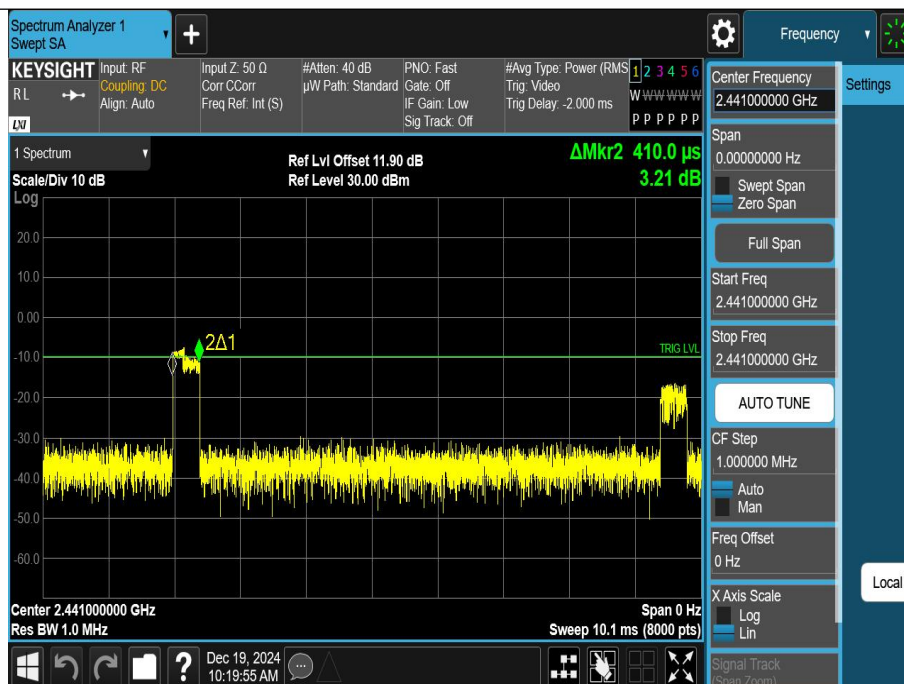 Spectrum Analyzer 1
Swept SA
+
Frequency
KEYSIGHT
R L
LXI
Input: RF
Coupling: DC
Align: Auto
Input Z: 50 Ω
Corr CCorr
Freq Ref: Int (S)
#Atten: 40 dB
µW Path: Standard
PNO: Fast
Gate: Off
IF Gain: Low
Sig Track: Off
#Avg Type: Power (RMS
Trig: Video
Trig Delay: -2.000 ms
1 2 3 4 5 6
W W W W W W
P P P P P P
1 Spectrum
Scale/Div 10 dB
Log
Ref Lvl Offset 11.90 dB
Ref Level 30.00 dBm
ΔMkr2 410.0 µs
3.21 dB
20.0
10.0
0.00
-10.0
-20.0
-30.0
-40.0
-50.0
-60.0
2Δ1
TRIG LVL
Center 2.441000000 GHz
Res BW 1.0 MHz
Span 0 Hz
Sweep 10.1 ms (8000 pts)
Center Frequency
2.441000000 GHz
Span
0.00000000 Hz
Swept Span
Zero Span
Full Span
Start Freq
2.441000000 GHz
Stop Freq
2.441000000 GHz
AUTO TUNE
CF Step
1.000000 MHz
Auto
Man
Freq Offset
0 Hz
X Axis Scale
Log
Lin
Signal Track
(Span Zoom)
Settings
Local
?
Dec 19, 2024
10:19:55 AM